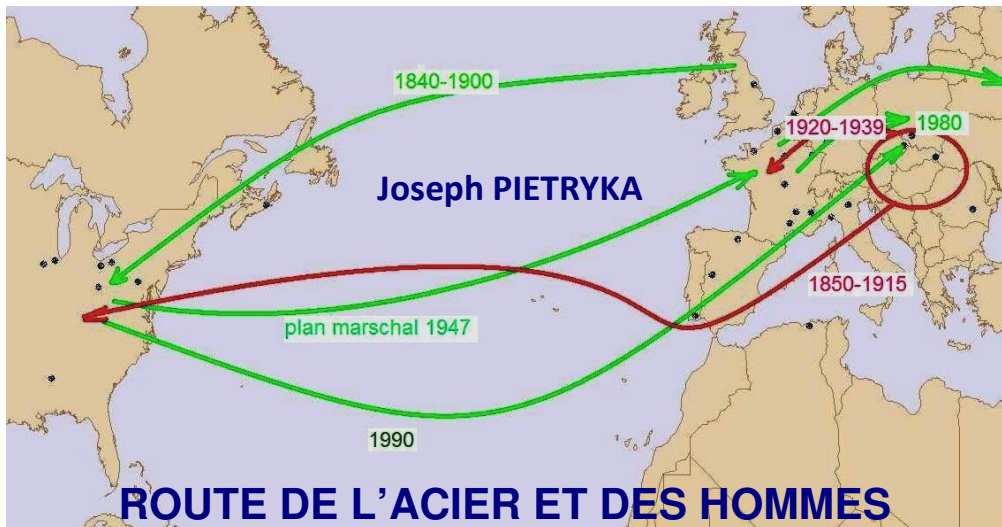 1840-1900
1920-1939
1980
Joseph PIETRYKA
1850-1915
plan marschal 1947
1990
ROUTE DE L’ACIER ET DES HOMMES